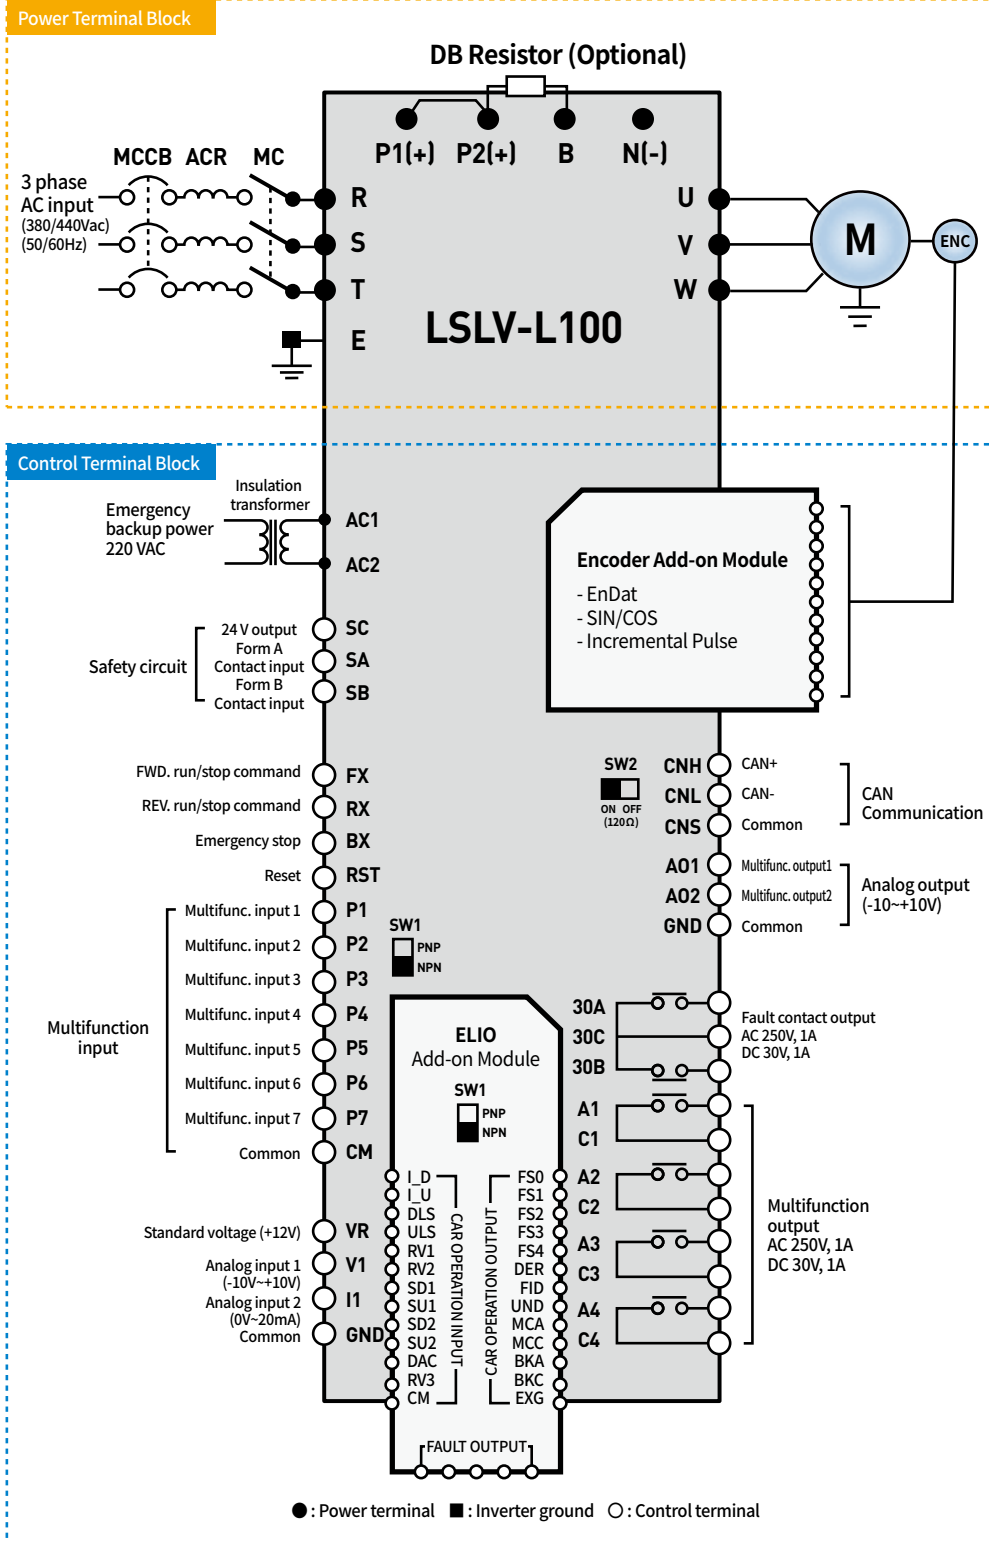 Power Terminal Block
DB Resistor (Optional)
P1(+) P2(+) B N(-)
MCCB ACR MC
3 phase
AC input
(380/440Vac)
(50/60Hz)
R
S
T
E
U
V
W
M
ENC
LSLV-L100
Control Terminal Block
Emergency
backup power
220 VAC
Insulation
transformer
AC1
AC2
Encoder Add-on Module
- EnDat
- SIN/COS
- Incremental Pulse
Safety circuit
24 V output
SC
Form A
Contact input
SA
Form B
Contact input
SB
FWD. run/stop command FX
REV. run/stop command RX
Emergency stop BX
Reset RST
Multifunction
input
Multifunc. input 1 P1
Multifunc. input 2 P2
Multifunc. input 3 P3
Multifunc. input 4 P4
Multifunc. input 5 P5
Multifunc. input 6 P6
Multifunc. input 7 P7
Common CM
SW1
PNP
NPN
Standard voltage (+12V) VR
Analog input 1
(-10V~+10V)
V1
Analog input 2
(0V~20mA)
I1
Common GND
SW2
ON OFF
(120Ω)
CNH CAN+
CNL CAN-
CNS Common
CAN
Communication
AO1 Multifunc. output1
AO2 Multifunc. output2
GND Common
Analog output
(-10~+10V)
30A
30C
30B
Fault contact output
AC 250V, 1A
DC 30V, 1A
A1
C1
A2
C2
A3
C3
A4
C4
Multifunction
output
AC 250V, 1A
DC 30V, 1A
ELIO
Add-on Module
SW1
PNP
NPN
I_D
I_U
DLS
ULS
RV1
RV2
SD1
SU1
SD2
SU2
DAC
RV3
CM
CAR OPERATION INPUT
CAR OPERATION OUTPUT
FS0
FS1
FS2
FS3
FS4
DER
FID
UND
MCA
MCC
BKA
BKC
EXG
FAULT OUTPUT
: Power terminal : Inverter ground : Control terminal